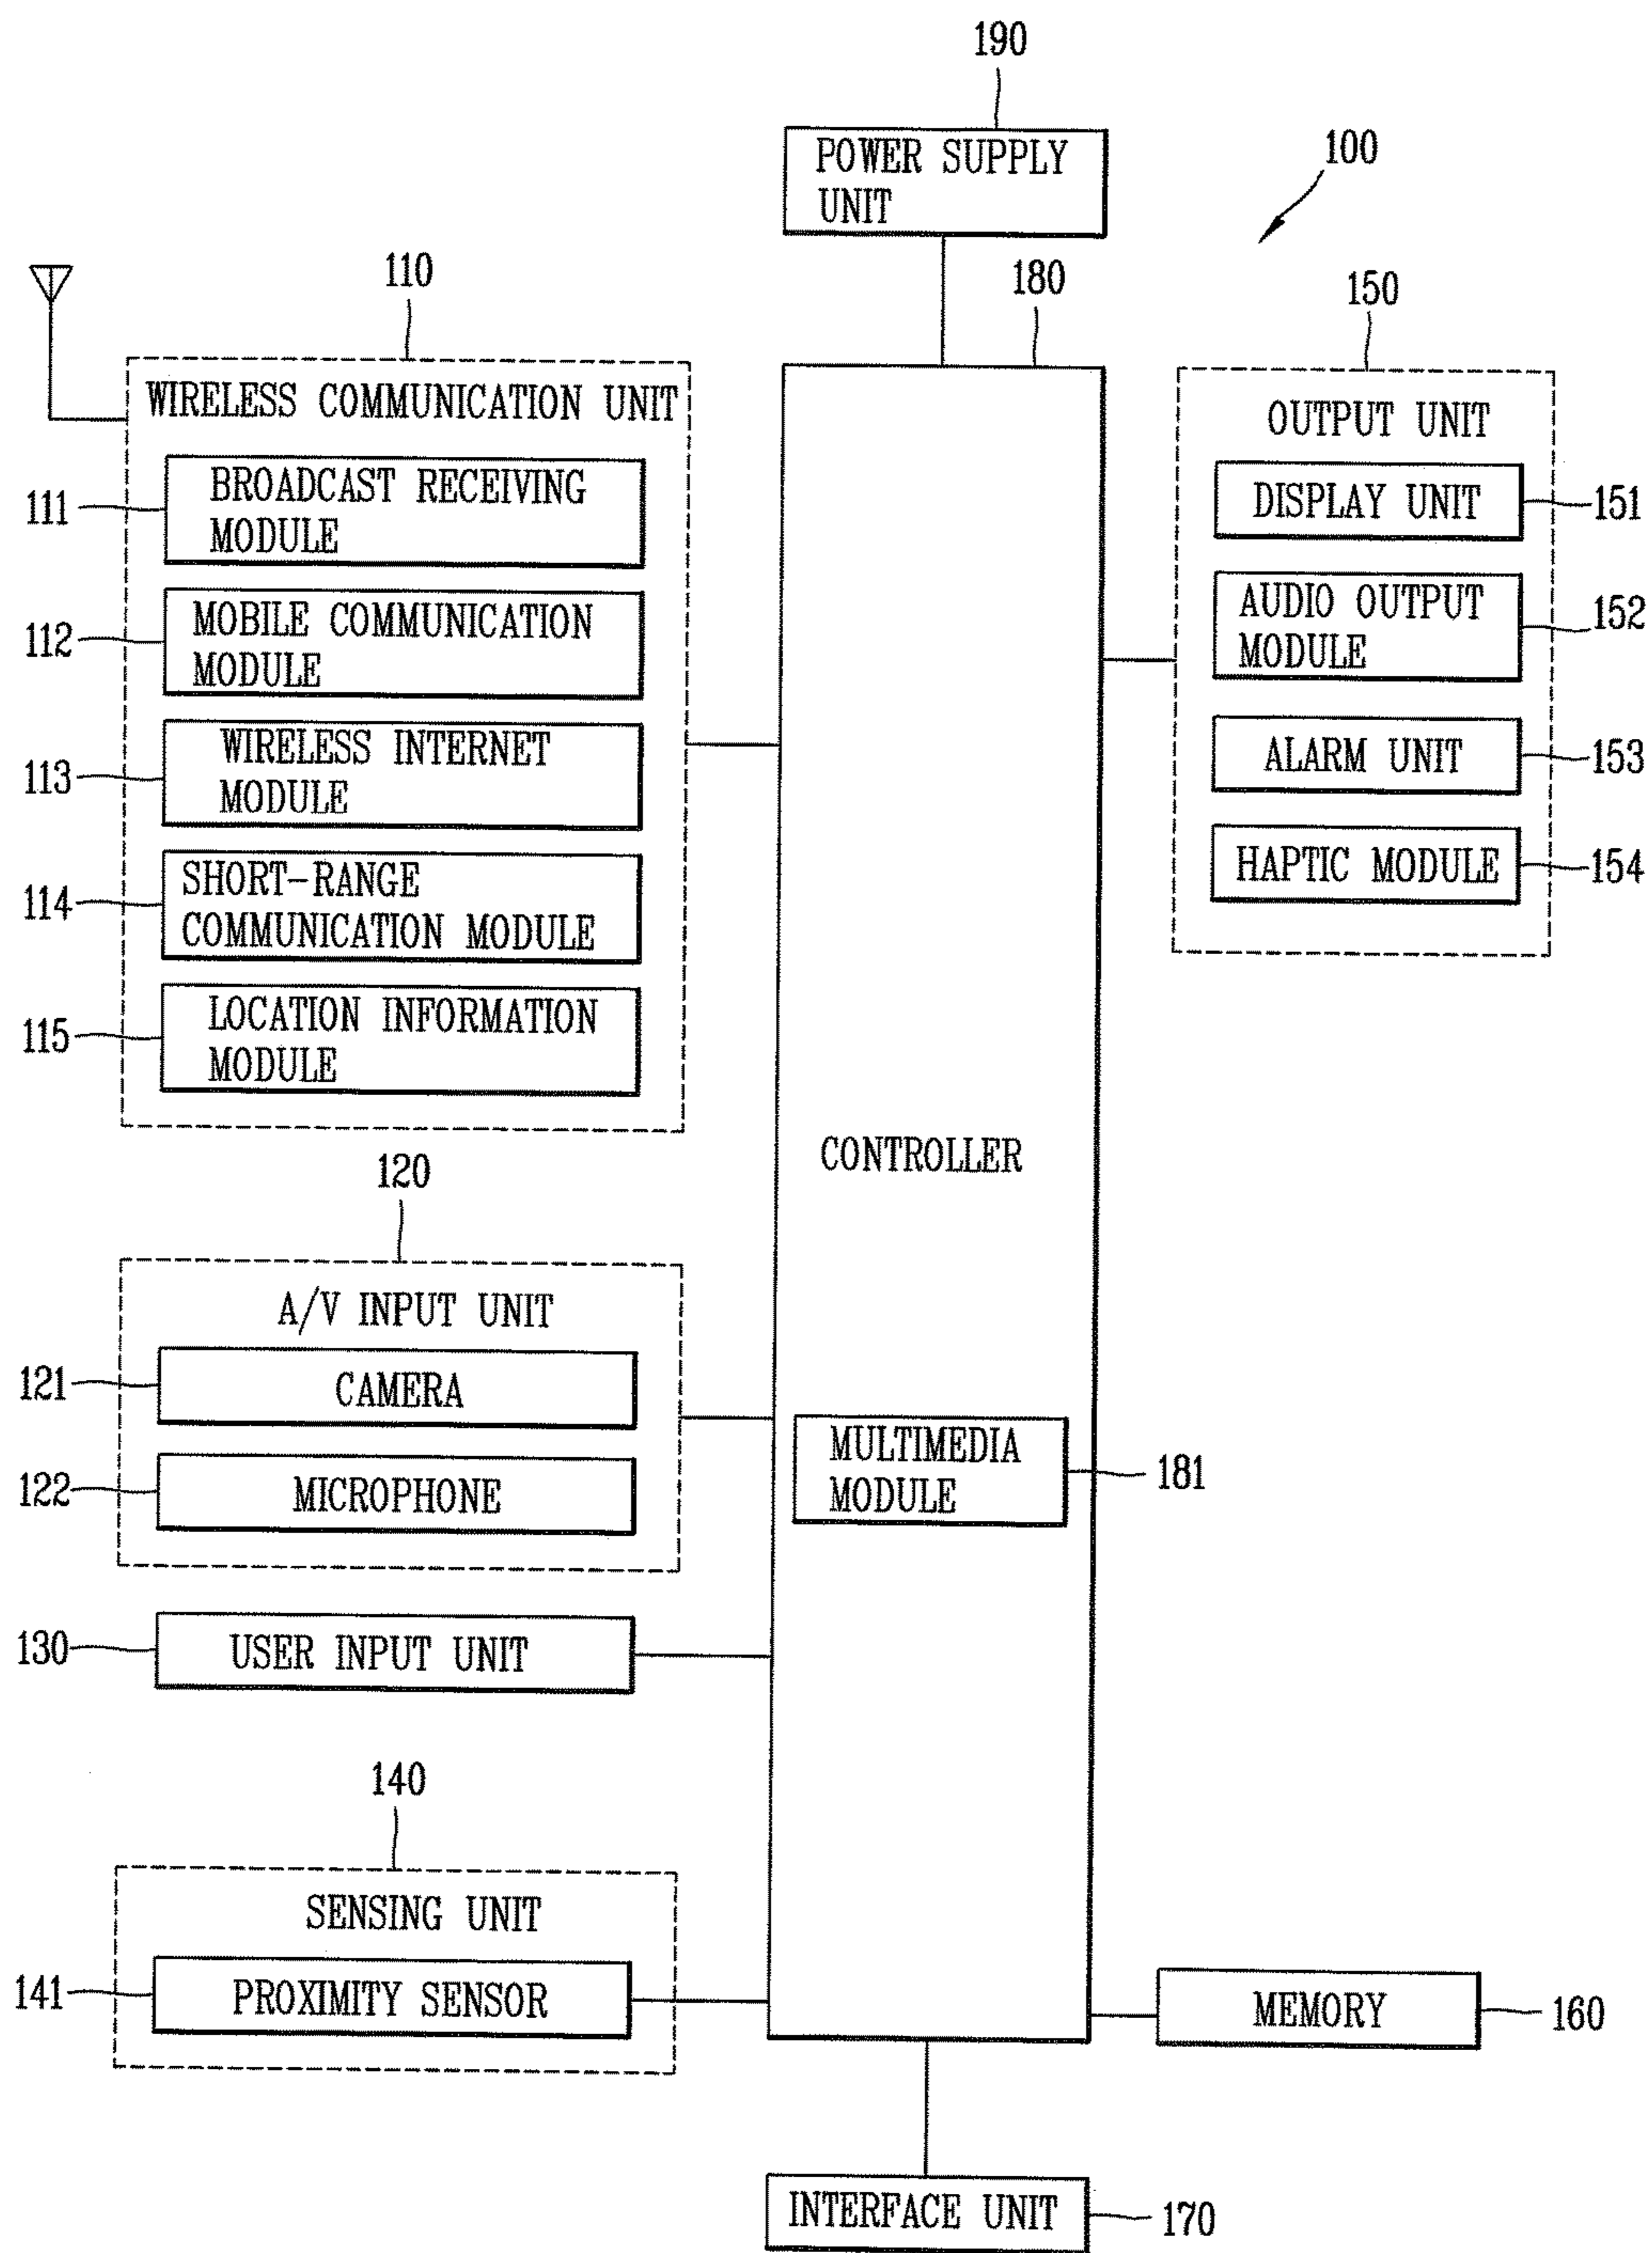 190
POWER SUPPLY
UNIT
100
110
180
150
WIRELESS COMMUNICATION UNIT
111
BROADCAST RECEIVING
MODULE
112
MOBILE COMMUNICATION
MODULE
113
WIRELESS INTERNET
MODULE
114
SHORT-RANGE
COMMUNICATION MODULE
115
LOCATION INFORMATION
MODULE
OUTPUT UNIT
DISPLAY UNIT
151
AUDIO OUTPUT
MODULE
152
ALARM UNIT
153
HAPTIC MODULE
154
CONTROLLER
120
A/V INPUT UNIT
121
CAMERA
122
MICROPHONE
MULTIMEDIA
MODULE
181
130
USER INPUT UNIT
140
SENSING UNIT
141
PROXIMITY SENSOR
MEMORY
160
INTERFACE UNIT
170